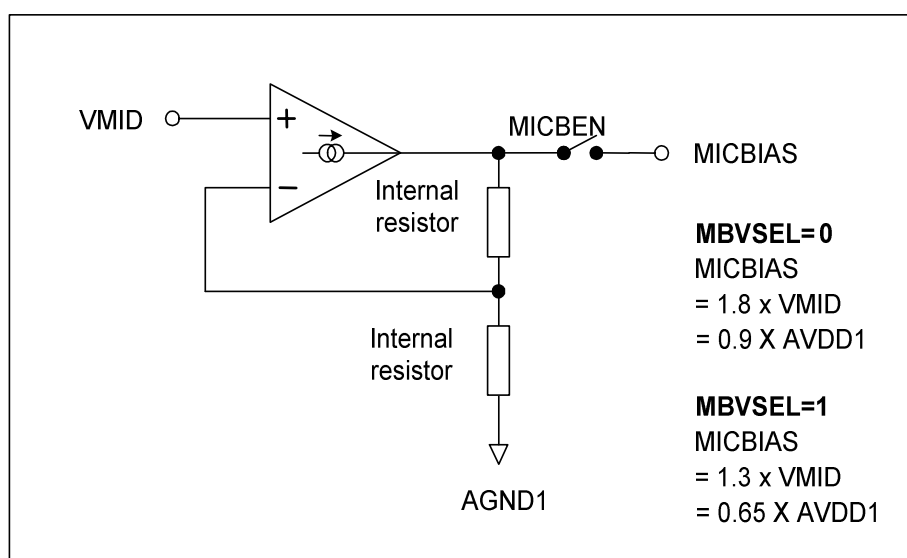 VMID
+
−
MICBEN
MICBIAS
Internal
resistor
Internal
resistor
AGND1
MBVSEL=0
MICBIAS
= 1.8 x VMID
= 0.9 X AVDD1
MBVSEL=1
MICBIAS
= 1.3 x VMID
= 0.65 X AVDD1